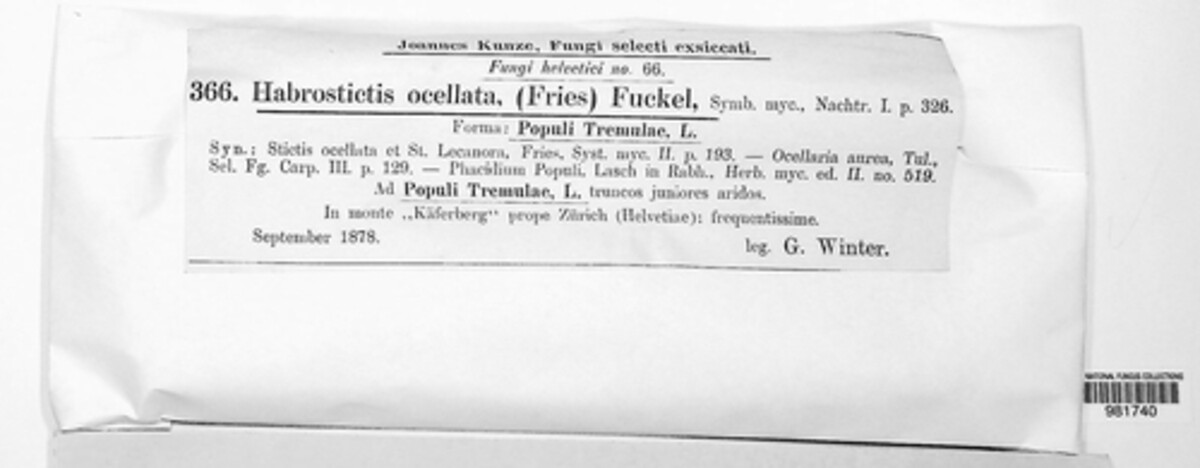 Joannes Kunze, Fungi selecti exsiccati.
Fungi helvetici no. 66.
366. Habrostictis ocellata, (Fries) Fuckel, Symb. myc., Nachtr. I. p. 326.
Forma: Populi Tremulae, L.
Syn.: Stictis ocellata et St. Lecanora, Fries, Syst. myc. II. p. 193. — Ocellaria aurea, Tul.,
Sel. Fg. Carp. III. p. 129. — Phacidium Populi, Lasch in Rabh., Herb. myc. ed. II. no. 519.
Ad Populi Tremulae, L. truncos juniores aridos.
In monte „Käferberg“ prope Zürich (Helvetiae): frequentissime.
September 1878.
leg. G. Winter.
NATIONAL FUNGUS COLLECTIONS
981740